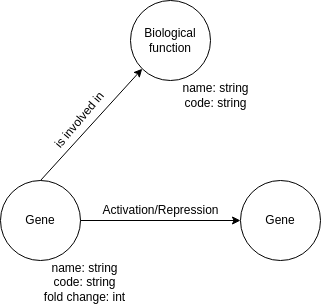 Biological
function
name: string
code: string
is involved in
Gene
Activation/Repression
Gene
name: string
code: string
fold change: int